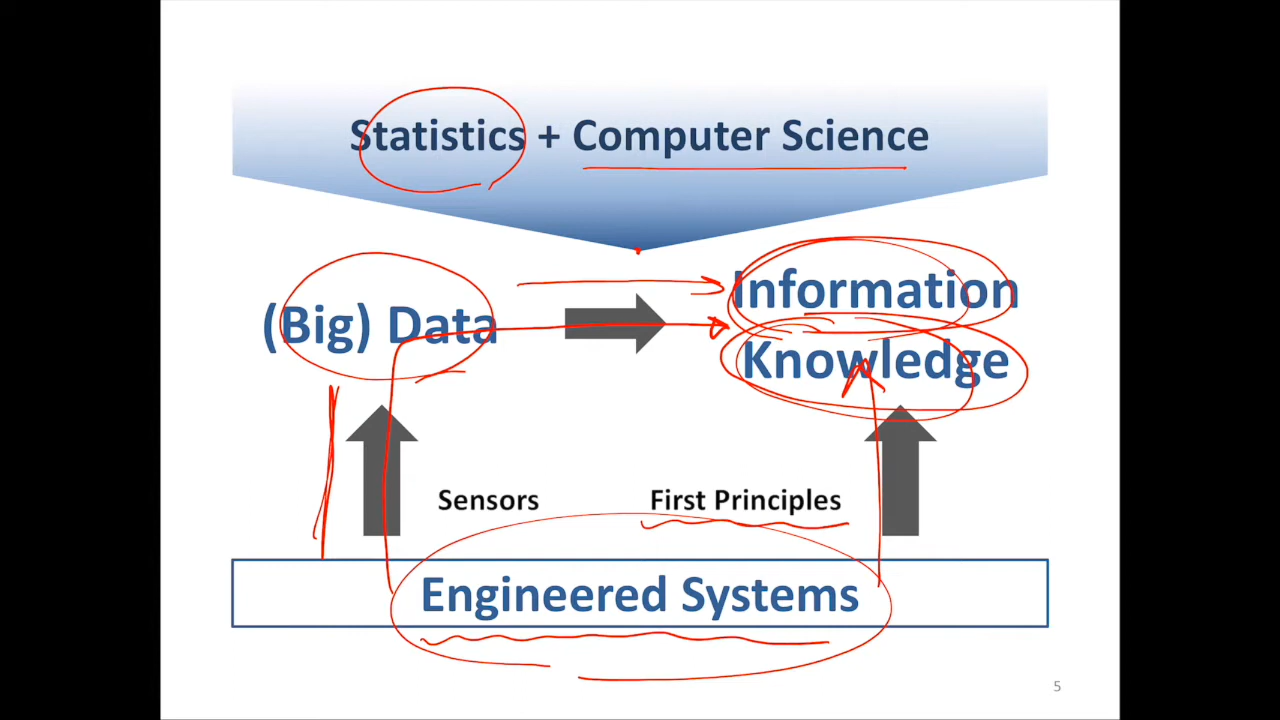 Statistics + Computer Science
Information
(Big) Data
Knowledge
Sensors
First Principles
Engineered Systems
5